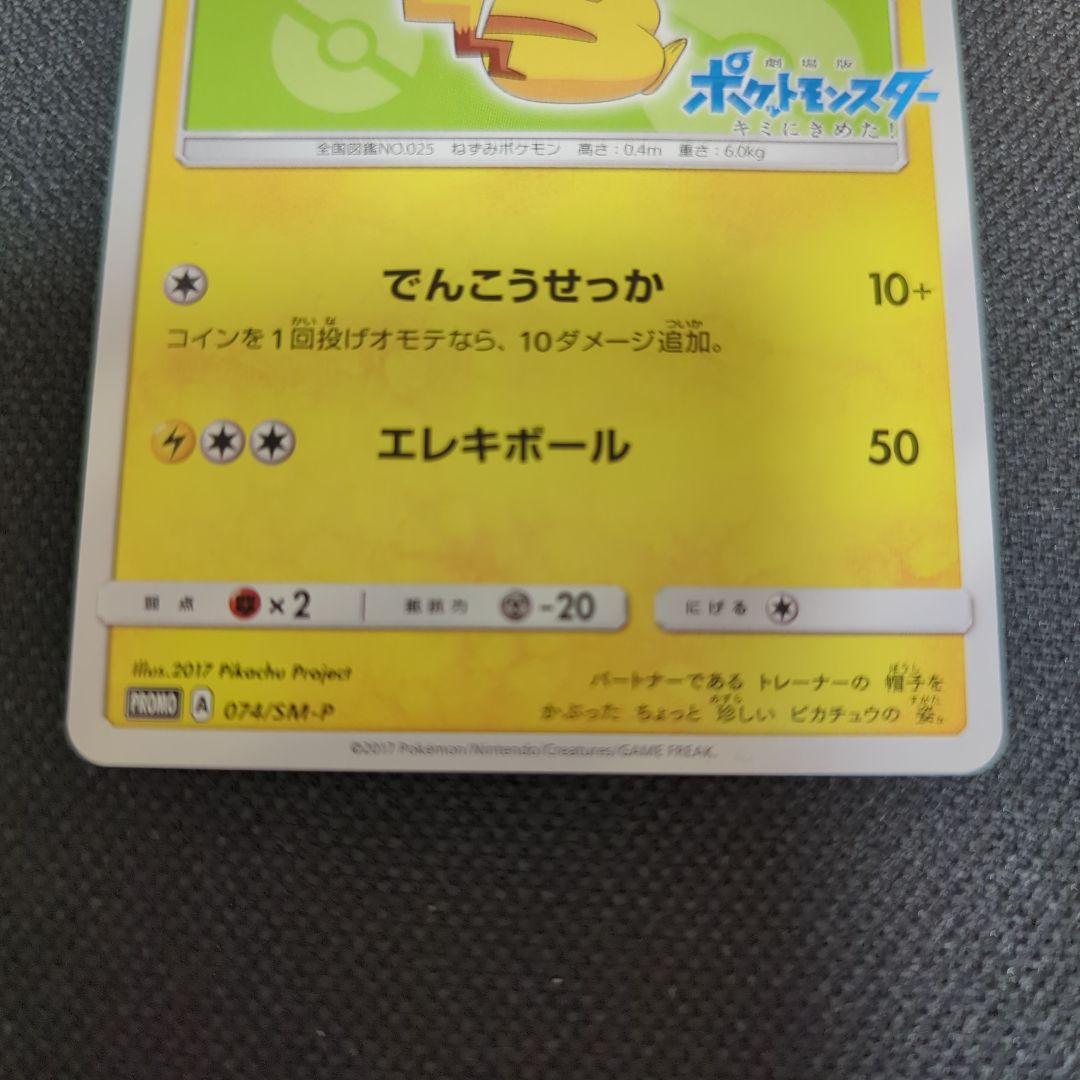 劇場版
ポケットモンスター
キミにきめた!
全国図鑑NO.025 ねずみポケモン 高さ:0.4m 重さ:6.0kg
でんこうせっか 10+
コインを1回投げオモテなら、10ダメージ追加。
エレキボール 50
弱点 ×2 抵抗力 -20 にげる
Illus.2017 Pikachu Project
PROMO A 074/SM-P
パートナーである トレーナーの 帽子を
かぶった ちょっと 珍しい ピカチュウの 姿。
©2017 Pokémon/Nintendo/Creatures/GAME FREAK.